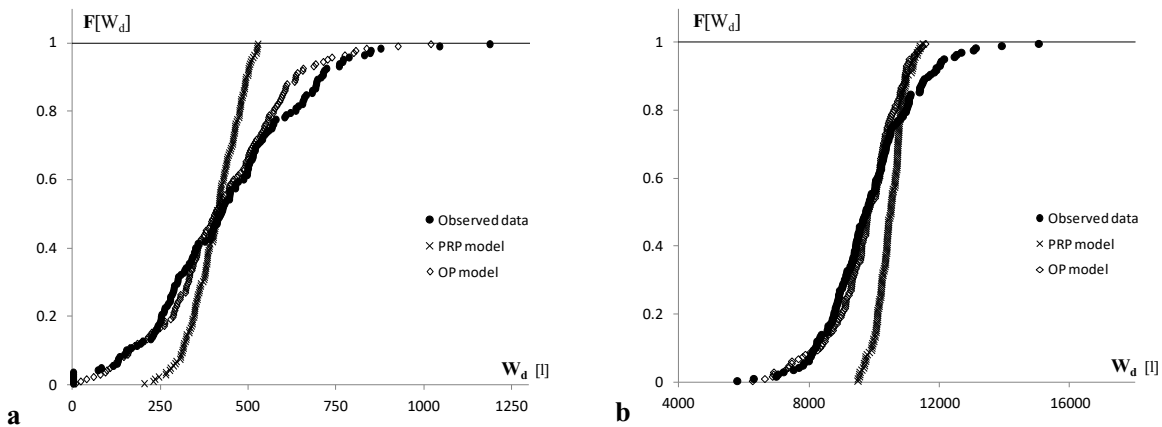 F[W_d]
1
0.8
0.6
0.4
0.2
0
0 250 500 750 1000 1250
Observed data
PRP model
OP model
W_d [l]
a
F[W_d]
1
0.8
0.6
0.4
0.2
0
4000 8000 12000 16000
Observed data
PRP model
OP model
W_d [l]
b